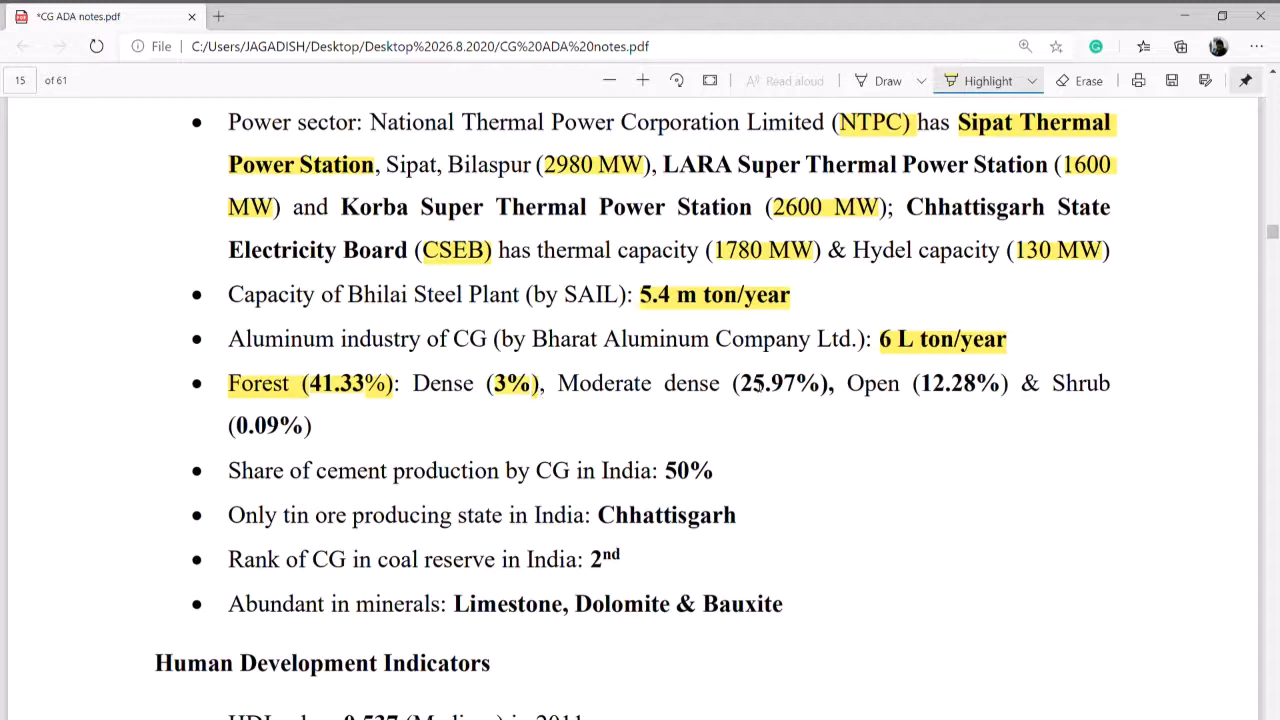 *CG ADA notes.pdf
File | C:/Users/JAGADISH/Desktop/Desktop%2026.8.2020/CG%20ADA%20notes.pdf
15 of 61 Read aloud Draw Highlight Erase
• Power sector: National Thermal Power Corporation Limited (NTPC) has Sipat Thermal
Power Station, Sipat, Bilaspur (2980 MW), LARA Super Thermal Power Station (1600
MW) and Korba Super Thermal Power Station (2600 MW); Chhattisgarh State
Electricity Board (CSEB) has thermal capacity (1780 MW) & Hydel capacity (130 MW)
• Capacity of Bhilai Steel Plant (by SAIL): 5.4 m ton/year
• Aluminum industry of CG (by Bharat Aluminum Company Ltd.): 6 L ton/year
• Forest (41.33%): Dense (3%), Moderate dense (25.97%), Open (12.28%) & Shrub
(0.09%)
• Share of cement production by CG in India: 50%
• Only tin ore producing state in India: Chhattisgarh
• Rank of CG in coal reserve in India: 2nd
• Abundant in minerals: Limestone, Dolomite & Bauxite
Human Development Indicators